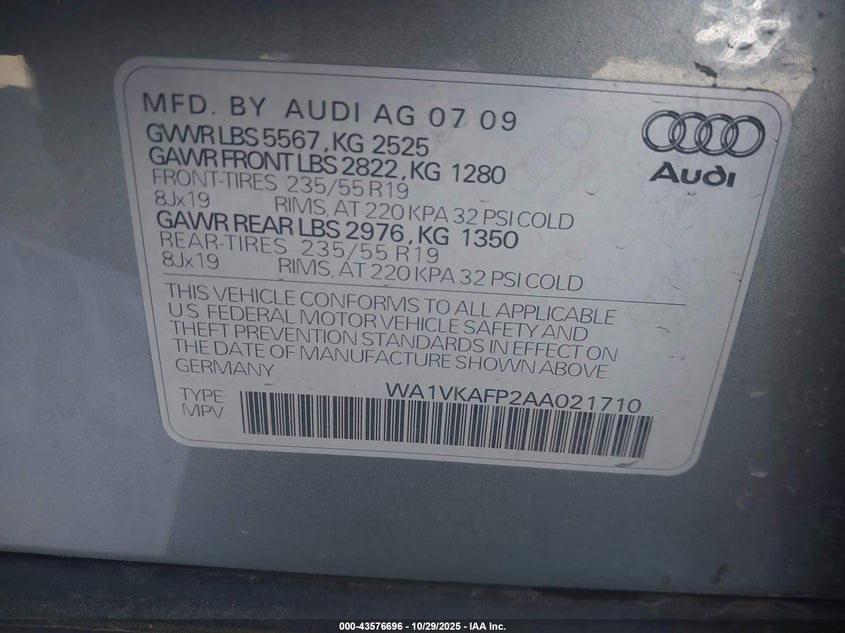 MFD. BY AUDI AG 07 09
GVWR LBS 5567, KG 2525
GAWR FRONT LBS 2822, KG 1280
FRONT-TIRES 235/55 R19
8Jx19 RIMS, AT 220 KPA 32 PSI COLD
GAWR REAR LBS 2976, KG 1350
REAR-TIRES 235/55 R19
8Jx19 RIMS, AT 220 KPA 32 PSI COLD
Audi
THIS VEHICLE CONFORMS TO ALL APPLICABLE
U.S. FEDERAL MOTOR VEHICLE SAFETY AND
THEFT PREVENTION STANDARDS IN EFFECT ON
THE DATE OF MANUFACTURE SHOWN ABOVE
GERMANY
WA1VKAFP2AA021710
TYPE
MPV
000-43576696 - 10/29/2025 - IAA Inc.